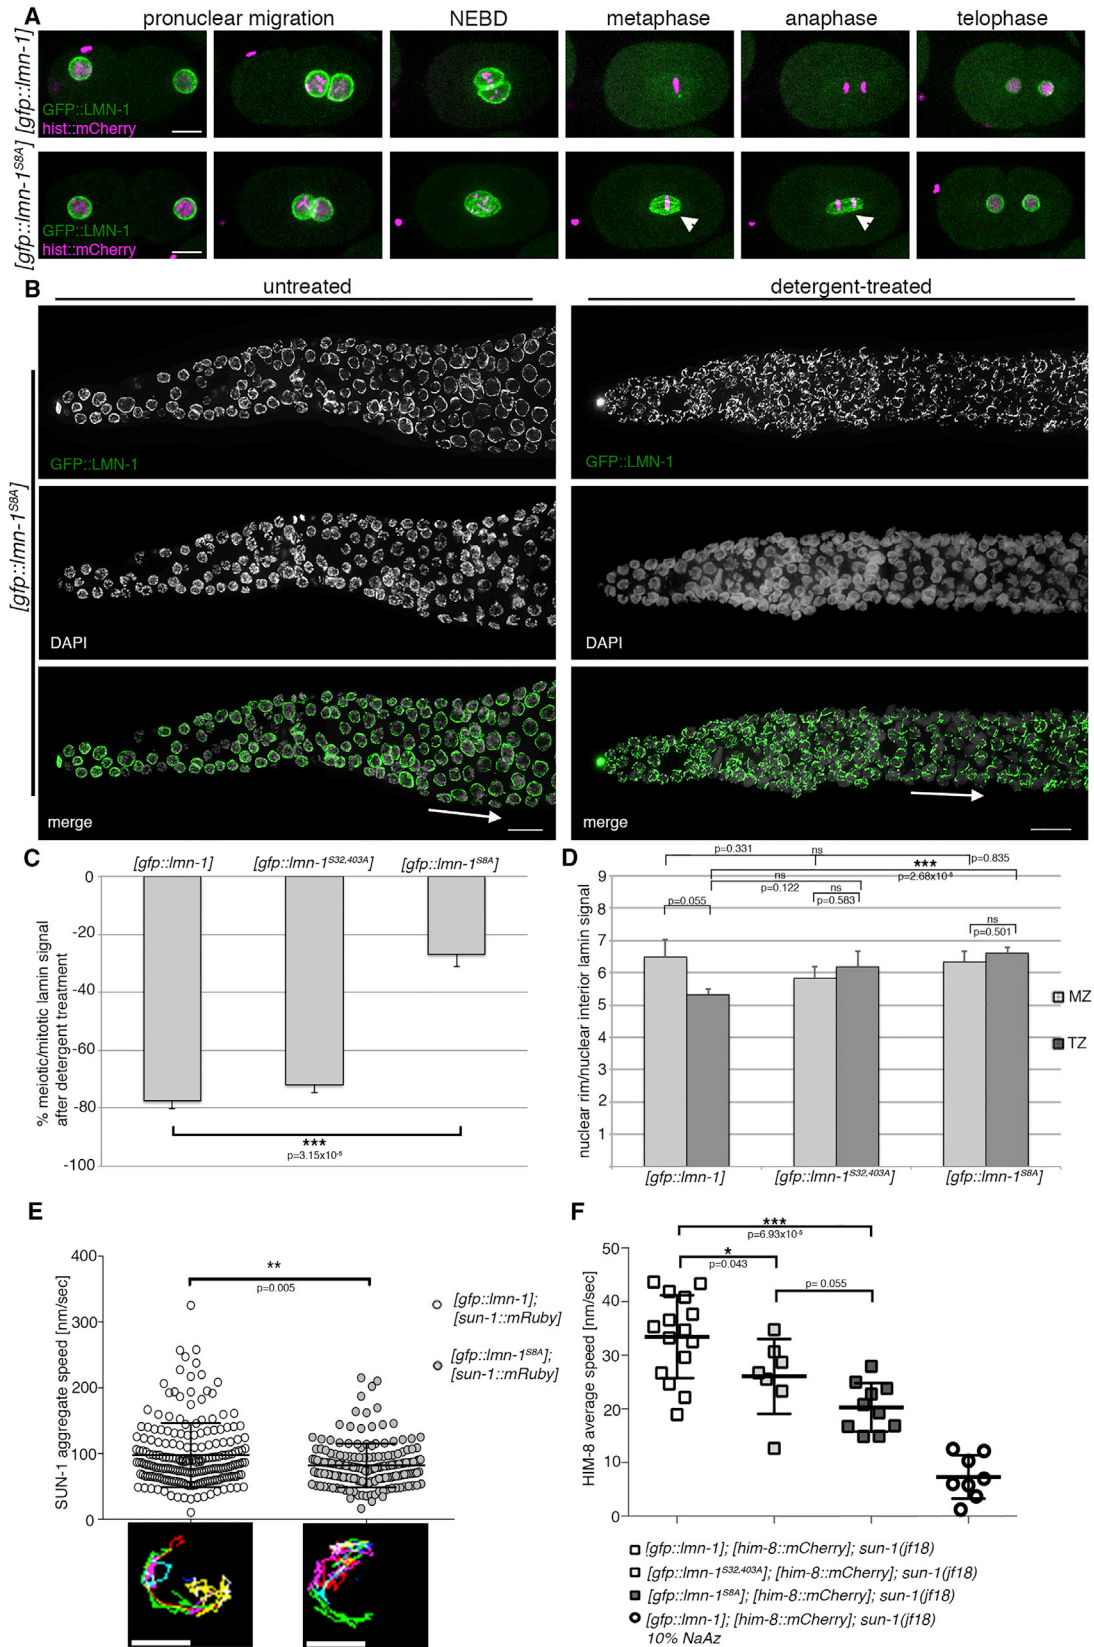 A
pronuclear migration NEBD metaphase anaphase telophase
[gfp::lmn-1]
GFP::LMN-1
hist::mCherry
[gfp::lmn-1S8A]
GFP::LMN-1
hist::mCherry
B
untreated detergent-treated
[gfp::lmn-1S8A]
GFP::LMN-1 GFP::LMN-1
DAPI DAPI
merge merge
C
[gfp::lmn-1] [gfp::lmn-1S32,403A] [gfp::lmn-1S8A]
% meiotic/mitotic lamin signal
after detergent treatment
0
-20
-40
-60
-80
-100
***
p=3.15x10-5
D
nuclear rim/nuclear interior lamin signal
9
8
7
6
5
4
3
2
1
p=0.331 ns p=0.835
***
p=2.68x10-5
ns
p=0.122
ns
p=0.583
p=0.055
ns
p=0.501
MZ
TZ
[gfp::lmn-1] [gfp::lmn-1S32,403A] [gfp::lmn-1S8A]
E
SUN-1 aggregate speed [nm/sec]
400
300
200
100
0
**
p=0.005
[gfp::lmn-1];
[sun-1::mRuby]
[gfp::lmn-1S8A];
[sun-1::mRuby]
F
HIM-8 average speed [nm/sec]
50
40
30
20
10
0
***
p=6.93x10-5
*
p=0.043
p= 0.055
[gfp::lmn-1]; [him-8::mCherry]; sun-1(jf18)
[gfp::lmn-1S32,403A]; [him-8::mCherry]; sun-1(jf18)
[gfp::lmn-1S8A]; [him-8::mCherry]; sun-1(jf18)
[gfp::lmn-1]; [him-8::mCherry]; sun-1(jf18)
10% NaAz